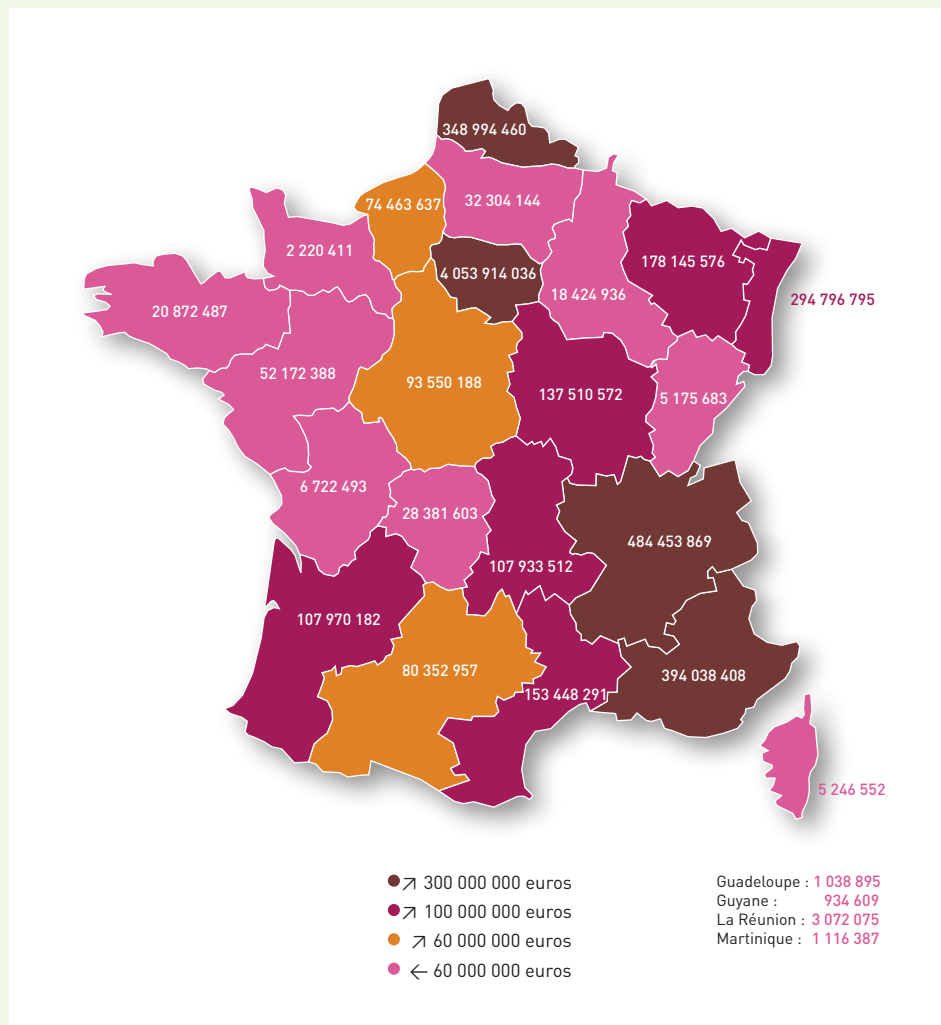 348 994 460
74 463 637
32 304 144
2 220 411
178 145 576
4 053 914 036
18 424 936
294 796 795
20 872 487
52 172 388
93 550 188
137 510 572
5 175 683
6 722 493
28 381 603
484 453 869
107 933 512
107 970 182
80 352 957
394 038 408
153 448 291
5 246 552
↗ 300 000 000 euros
↗ 100 000 000 euros
↗ 60 000 000 euros
← 60 000 000 euros
Guadeloupe : 1 038 895
Guyane : 934 609
La Réunion : 3 072 075
Martinique : 1 116 387